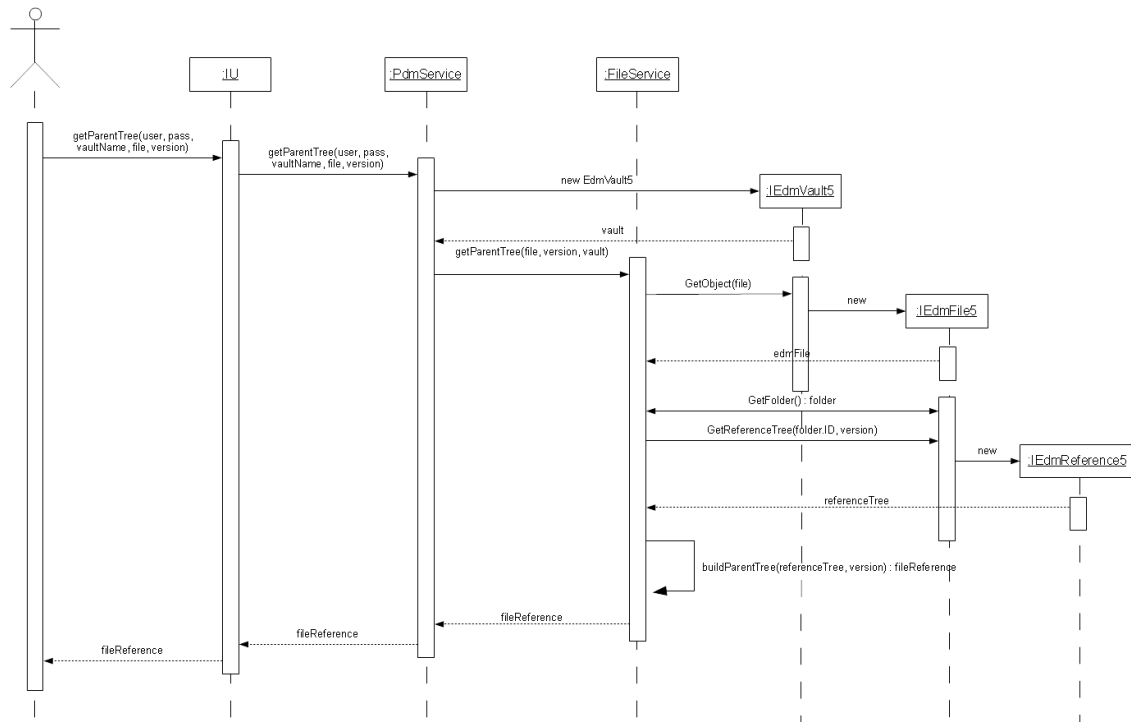 :IU
:PdmService
:FileService
getParentTree(user, pass,
vaultName, file, version)
getParentTree(user, pass,
vaultName, file, version)
new EdmVault5
:IEdmVault5
vault
getParentTree(file, version, vault)
GetObject(file)
new
:IEdmFile5
edmFile
GetFolder() : folder
GetReferenceTree(folder.ID, version)
new
:IEdmReference5
referenceTree
buildParentTree(referenceTree, version) : fileReference
fileReference
fileReference
fileReference